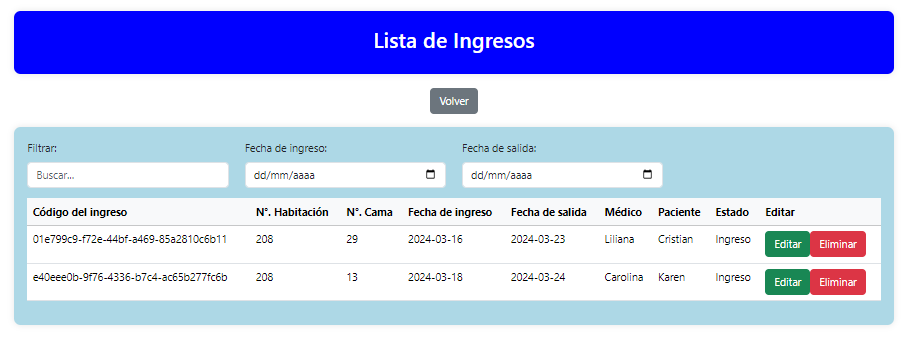 Lista de Ingresos
Volver
Filtrar: Fecha de ingreso: Fecha de salida:
Buscar... dd/mm/aaaa dd/mm/aaaa
Código del ingreso N°. Habitación N°. Cama Fecha de ingreso Fecha de salida Médico Paciente Estado Editar
01e799c9-f72e-44bf-a469-85a2810c6b11 208 29 2024-03-16 2024-03-23 Liliana Cristian Ingreso Editar Eliminar
e40eee0b-9f76-4336-b7c4-ac65b277fc6b 208 13 2024-03-18 2024-03-24 Carolina Karen Ingreso Editar Eliminar